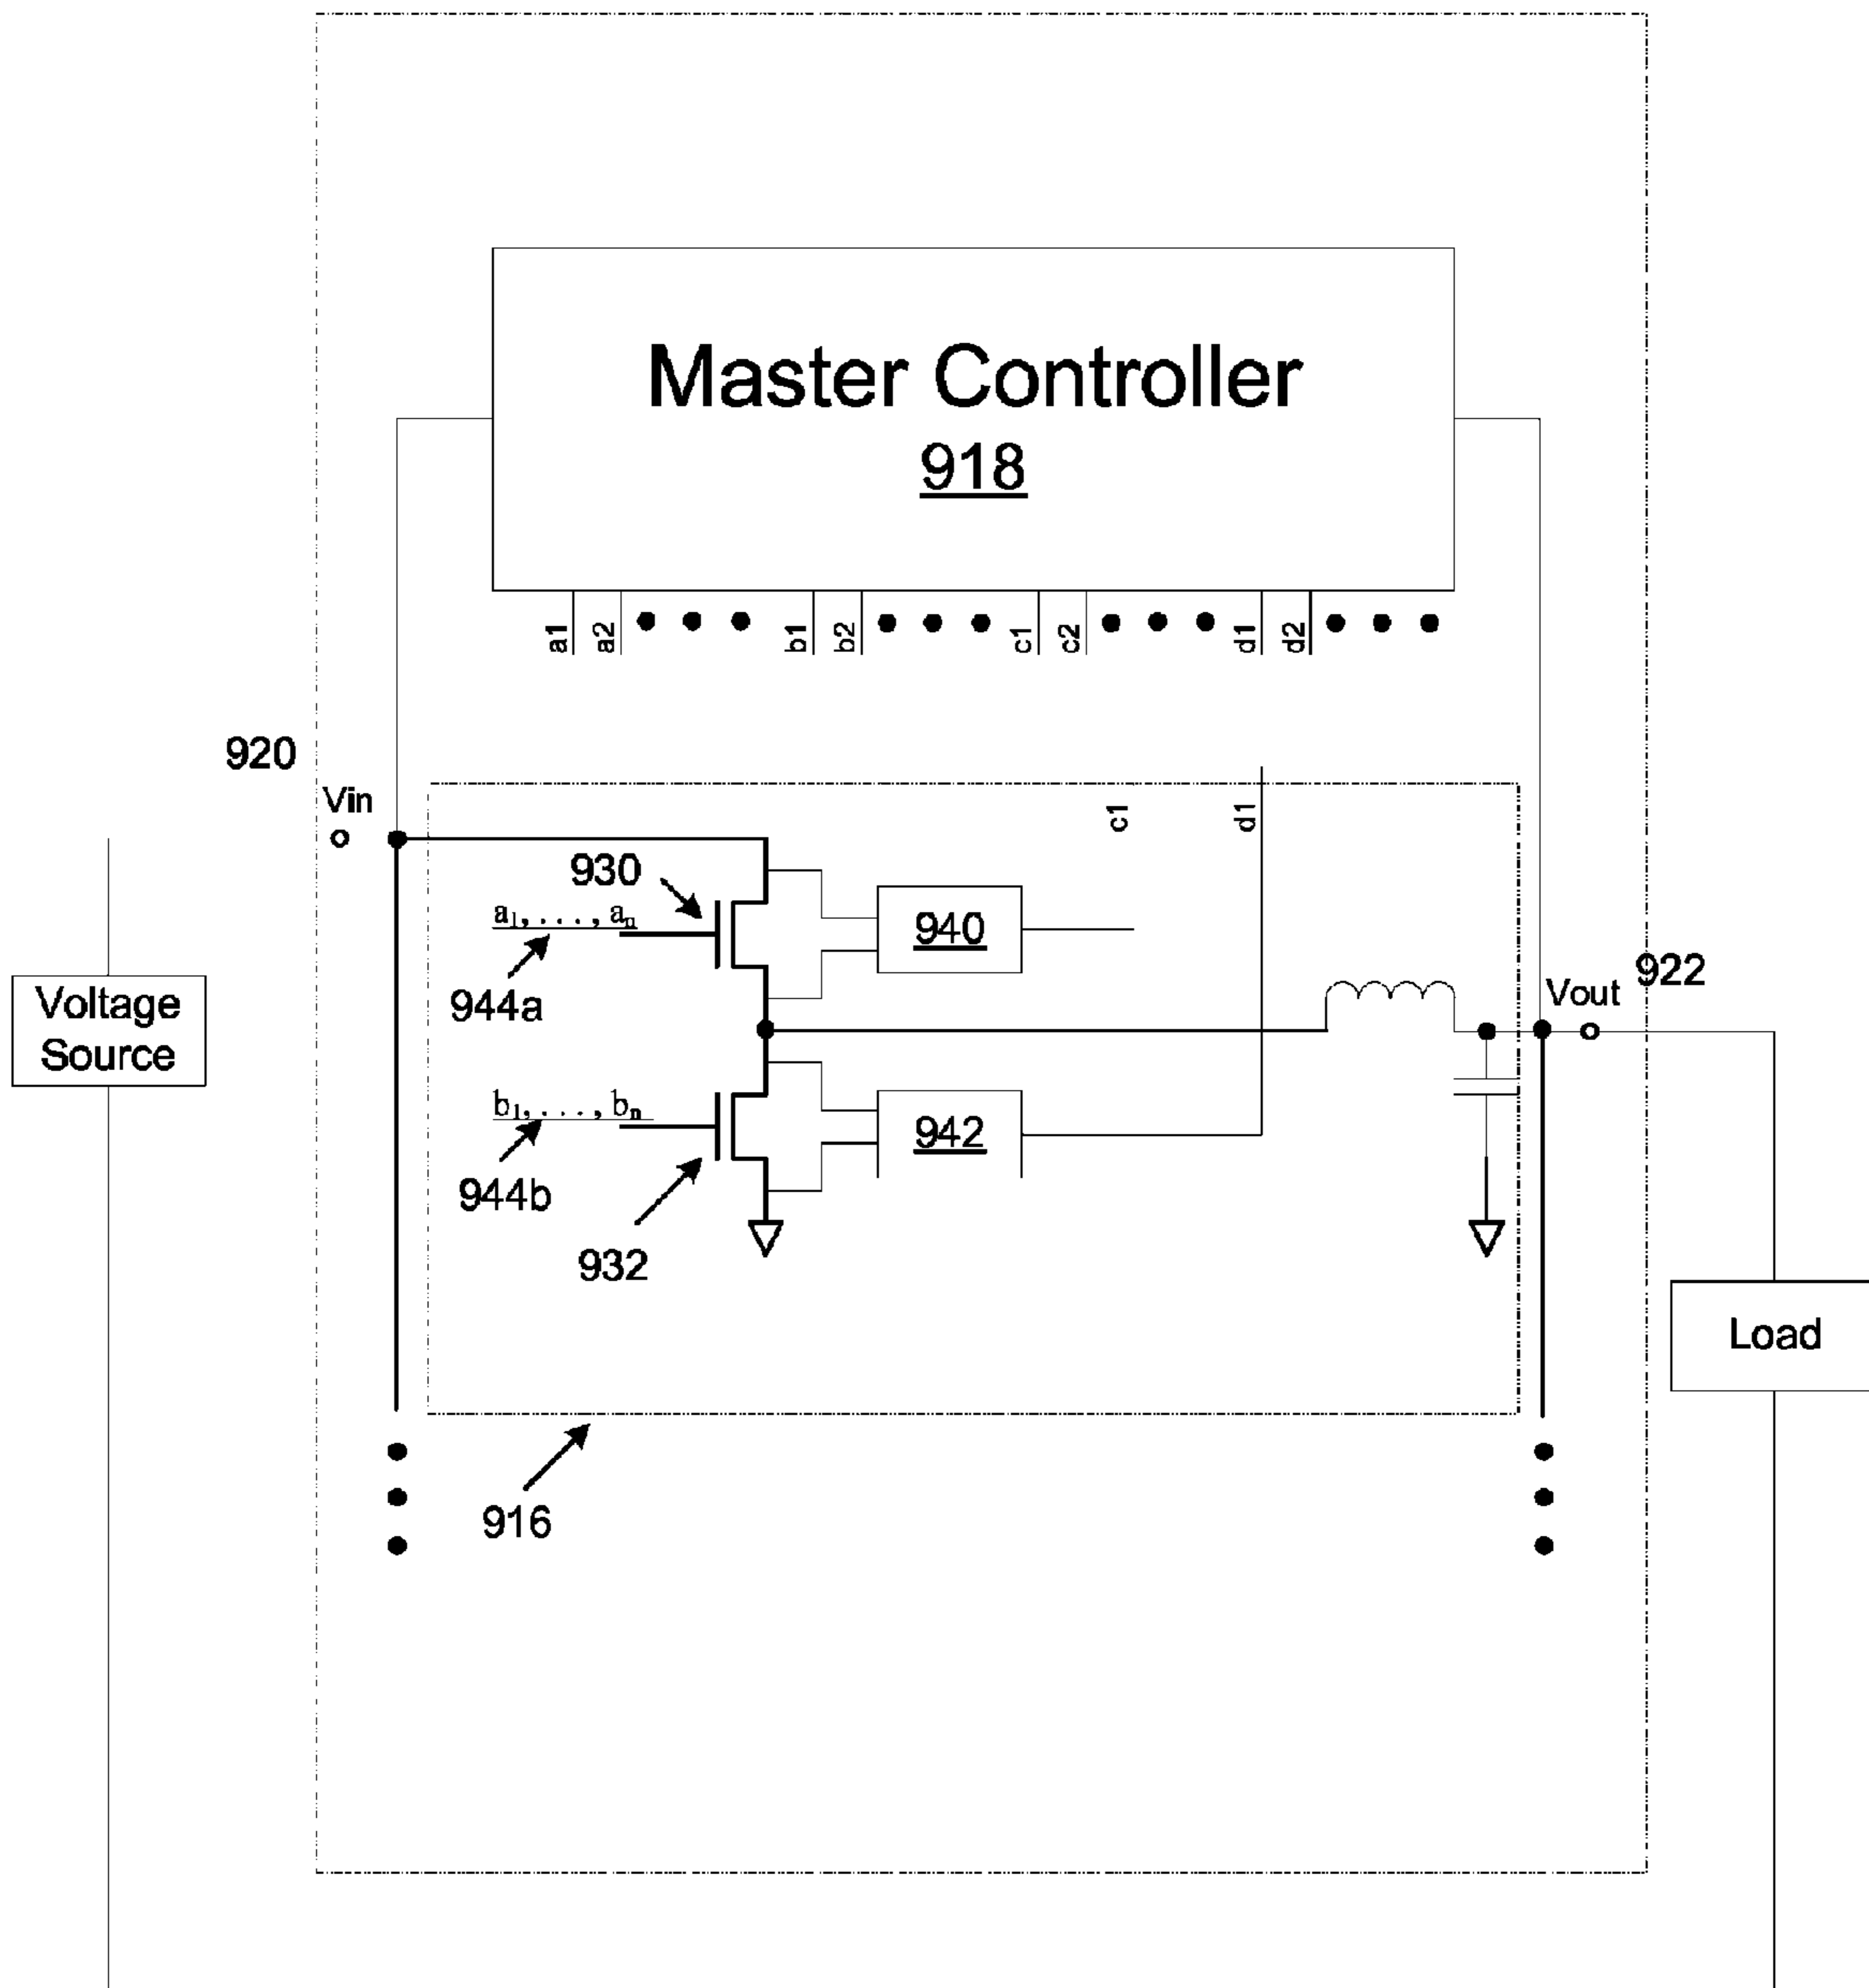 Master Controller
918
a1 a2 b1 b2 c1 c2 d1 d2
920
Vin
c1 d1
930
a₁, . . . , aₙ
940
944a
922
Vout
Voltage
Source
b₁, . . . , bₙ
942
944b
932
Load
916